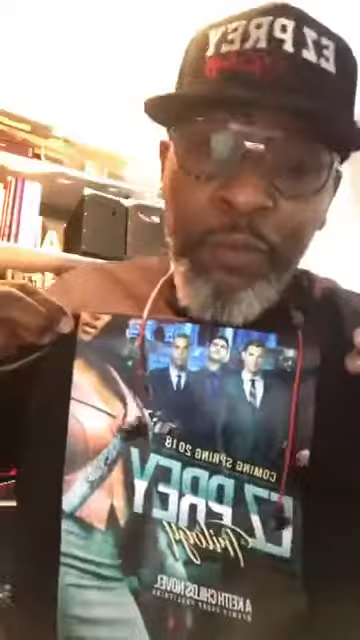 EZ PREY
COMING SPRING 2018
EZ PREY
Trilogy
A KEITH CHILDS NOVEL